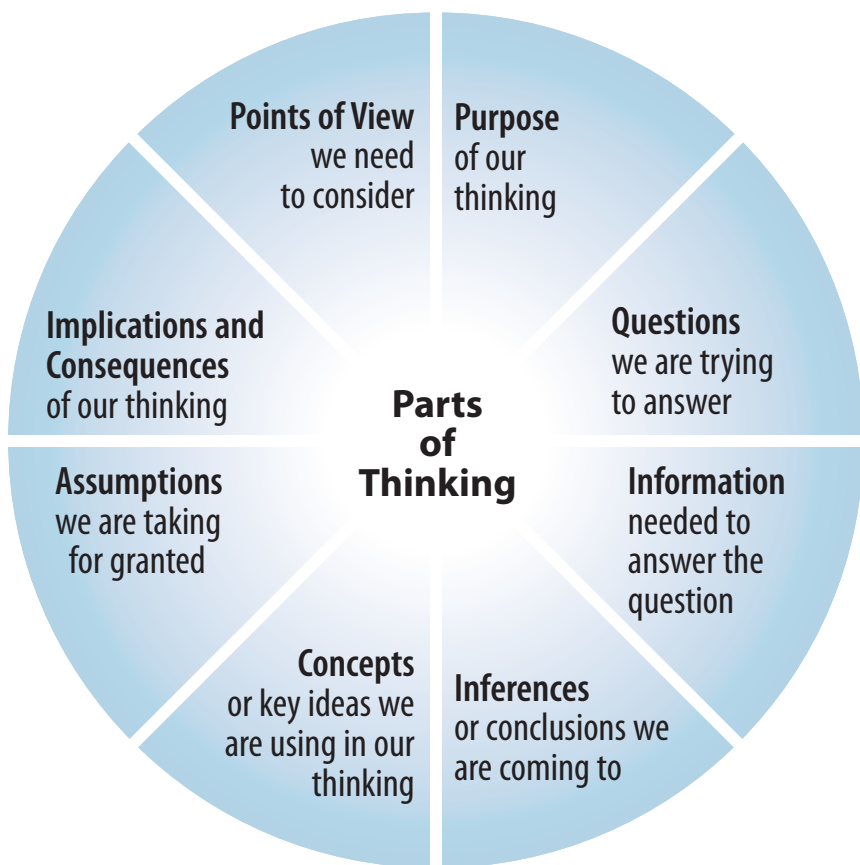 Points of View
we need
to consider
Purpose
of our
thinking
Questions
we are trying
to answer
Information
needed to
answer the
question
Inferences
or conclusions we
are coming to
Concepts
or key ideas we
are using in our
thinking
Assumptions
we are taking
for granted
Implications and
Consequences
of our thinking
Parts
of
Thinking